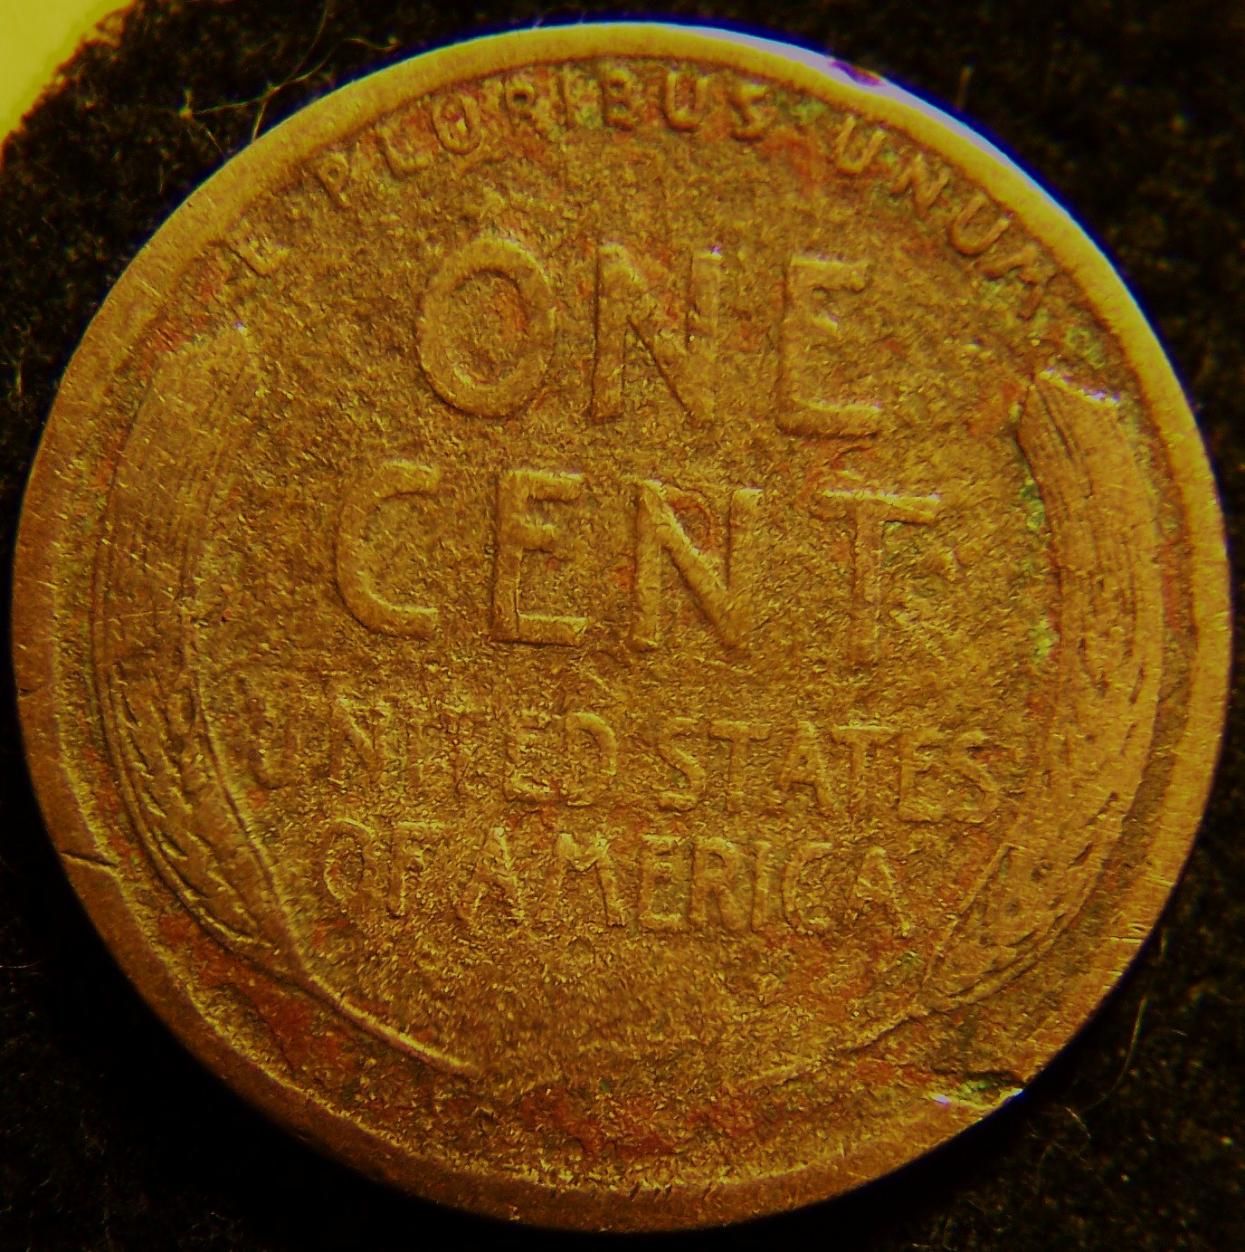 E PLURIBUS UNUM
ONE
CENT
UNITED STATES
OF AMERICA